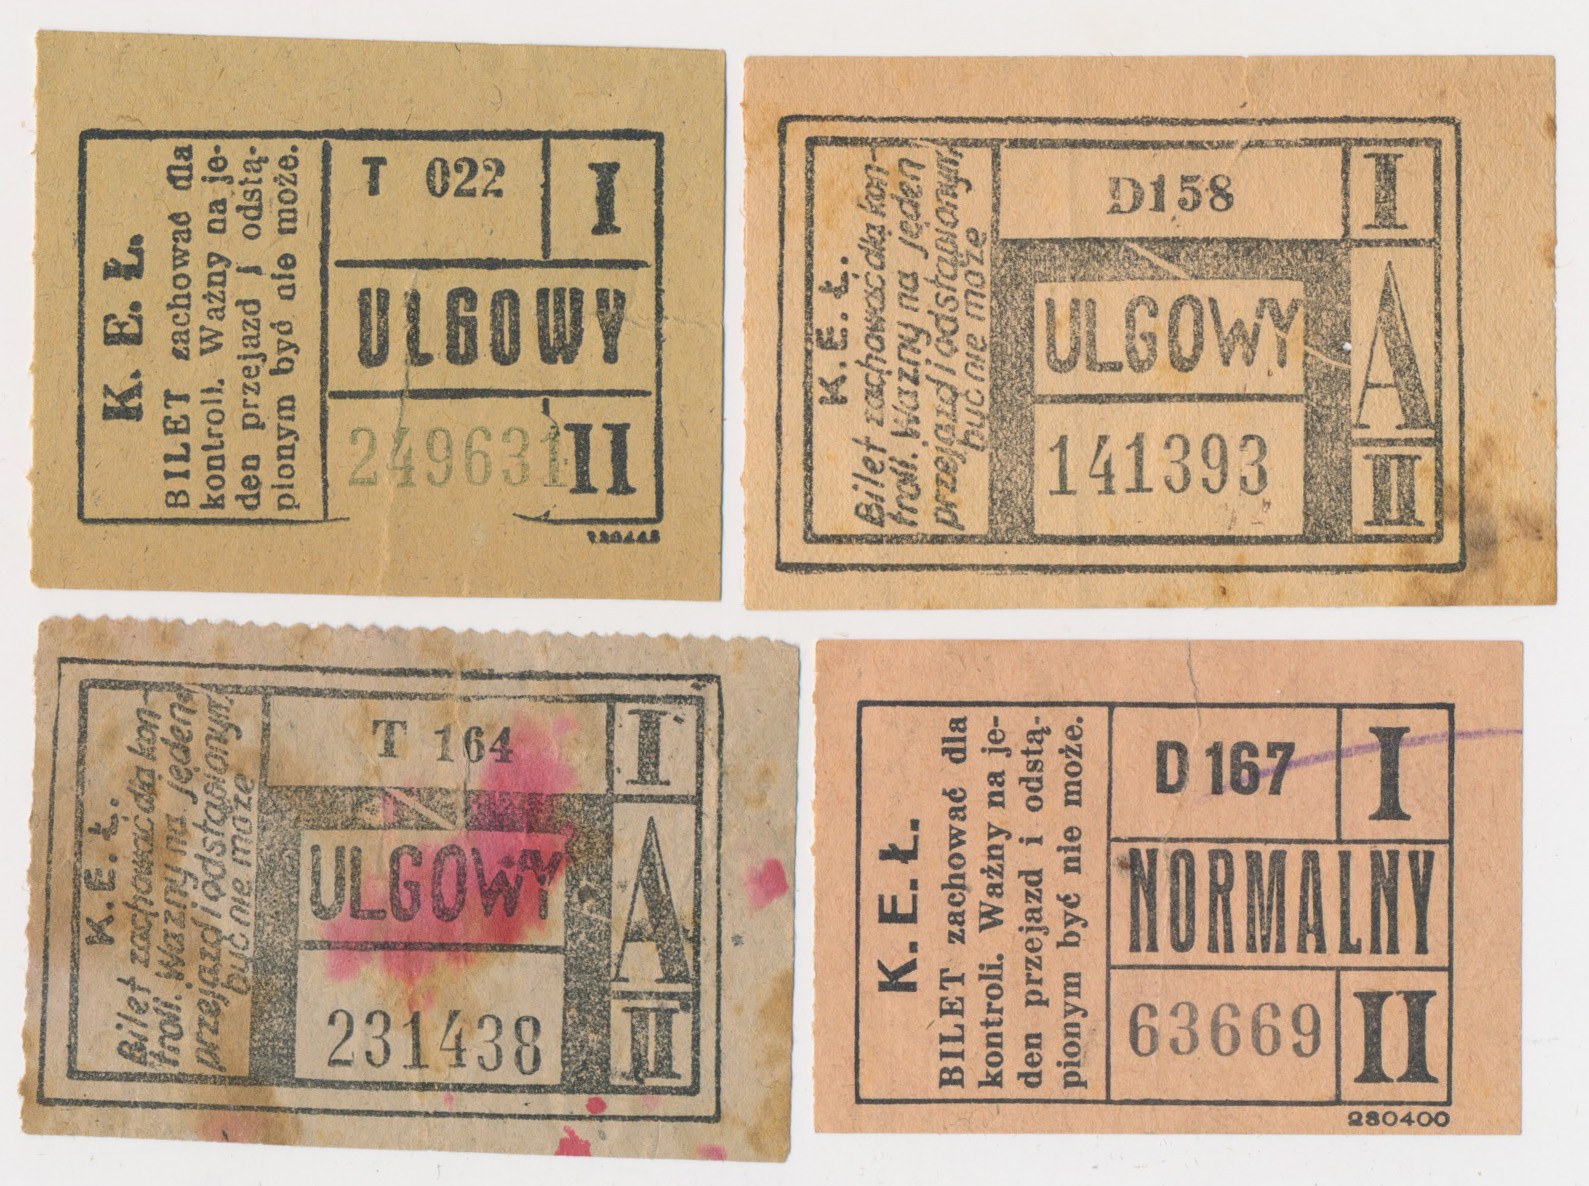 K. E. Ł.
BILET zachować dla
kontroli. Ważny na je-
den przejazd i odstą-
pionym być nie może.
T 022
I
ULGOWY
249631
II
K. E. Ł.
Bilet zachować dla kon-
troli. Ważny na jeden
przejazd i odstąpionym
być nie może
D158
I
ULGOWY
A
141393
II
K. E. Ł.
Bilet zachować dla kon-
troli. Ważny na jeden
przejazd i odstąpionym
być nie może
T 164
I
ULGOWY
A
231438
II
K. E. Ł.
BILET zachować dla
kontroli. Ważny na je-
den przejazd i odstą-
pionym być nie może.
D 167
I
NORMALNY
63669
II
230400